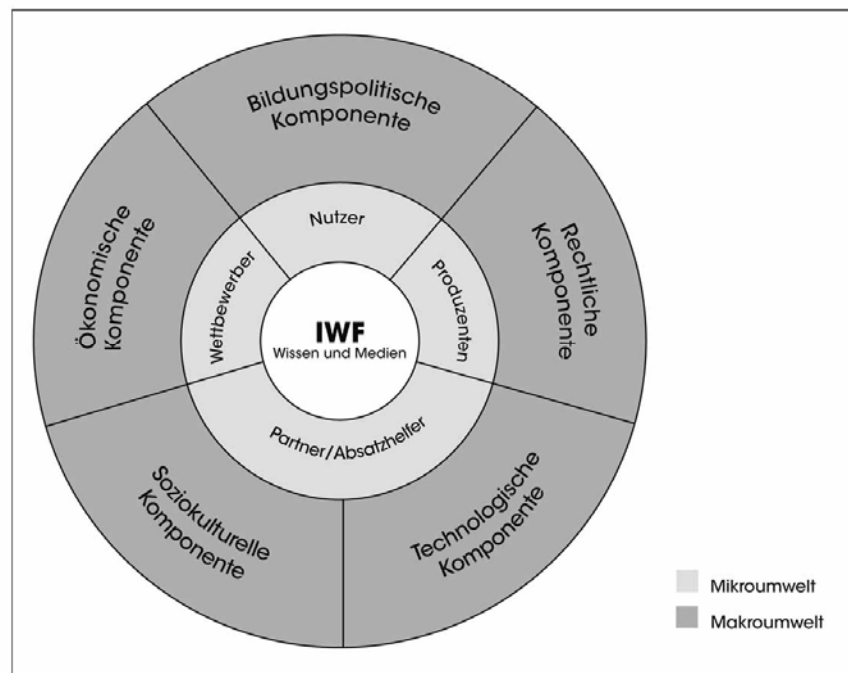 Bildungspolitische
Komponente
Rechtliche
Komponente
Technologische
Komponente
Soziokulturelle
Komponente
Ökonomische
Komponente
Nutzer
Produzenten
Partner/Absatzhelfer
Wettbewerber
IWF
Wissen und Medien
Mikroumwelt
Makroumwelt